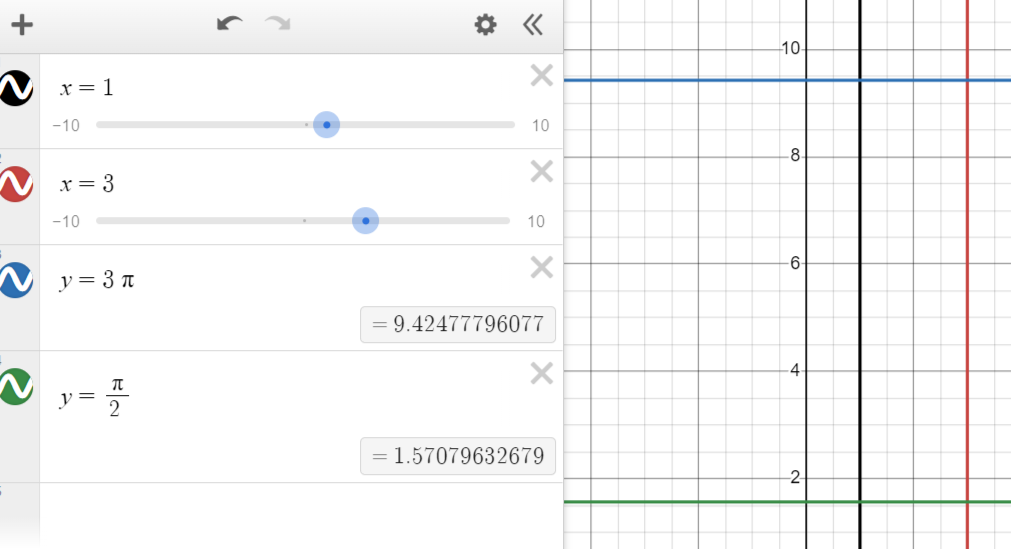 x = 1
−10 10
x = 3
−10 10
y = 3 π
= 9.42477796077
y = π/2
= 1.57079632679
10
8
6
4
2